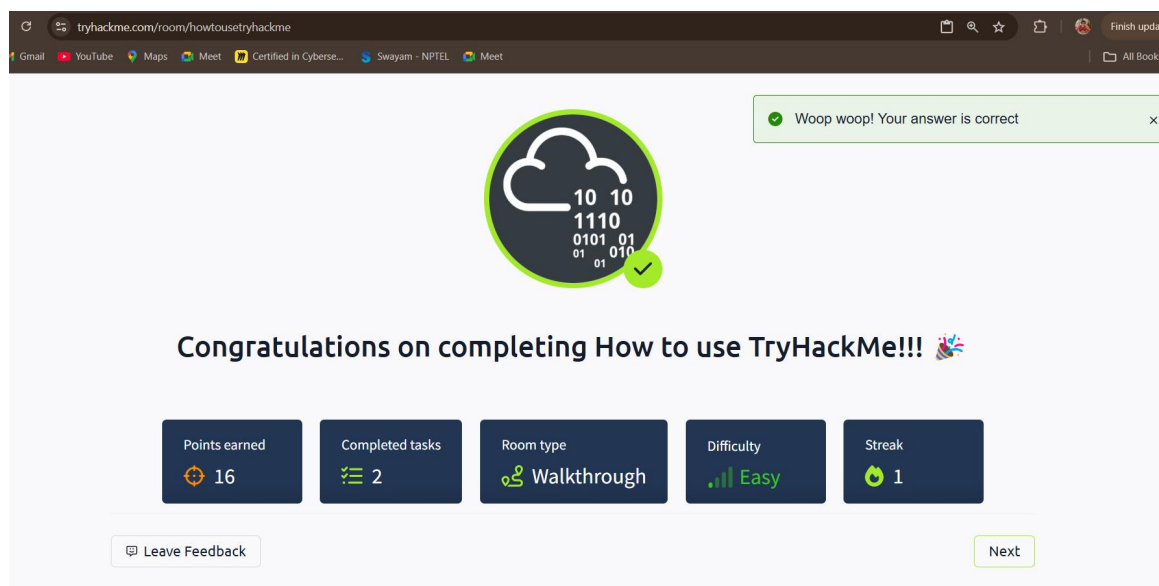 tryhackme.com/room/howtousetryhackme
Finish upda
Gmail YouTube Maps Meet Certified in Cyberse... Swayam - NPTEL Meet
All Book
Woop woop! Your answer is correct
10 10
1110
0101 01
01 010
01
Congratulations on completing How to use TryHackMe!!! 🎉
Points earned Completed tasks Room type Difficulty Streak
16 2 Walkthrough Easy 1
Leave Feedback Next